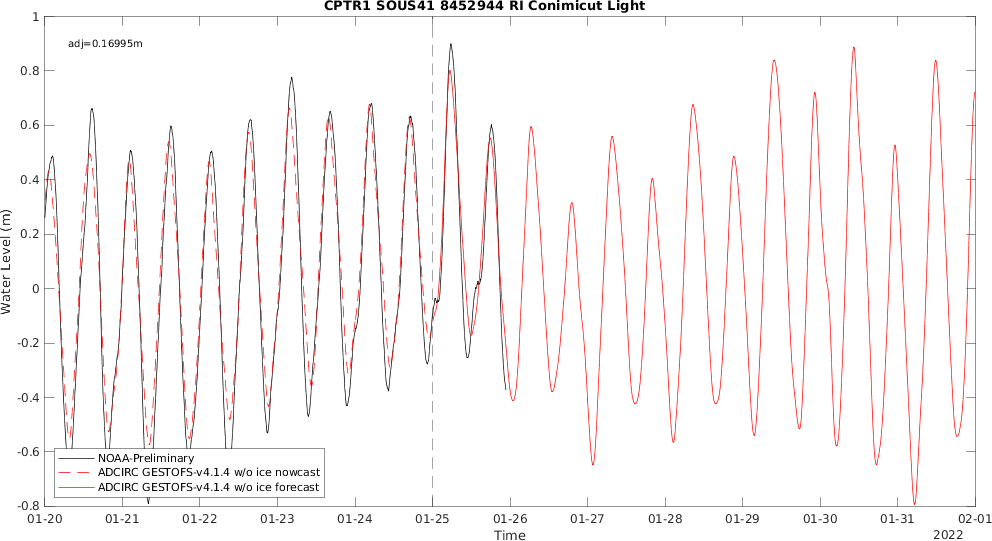 CPTR1 SOUS41 8452944 RI Conimicut Light
adj=0.16995m
Water Level (m)
1
0.8
0.6
0.4
0.2
0
-0.2
-0.4
-0.6
-0.8
NOAA-Preliminary
ADCIRC GESTOFS-v4.1.4 w/o ice nowcast
ADCIRC GESTOFS-v4.1.4 w/o ice forecast
01-20 01-21 01-22 01-23 01-24 01-25 01-26 01-27 01-28 01-29 01-30 01-31 02-01
Time
2022